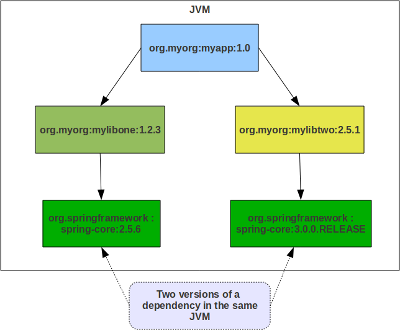 JVM
org.myorg:myapp:1.0
org.myorg:mylibone:1.2.3
org.myorg:mylibtwo:2.5.1
org.springframework :
spring-core:2.5.6
org.springframework :
spring-core:3.0.0.RELEASE
Two versions of a
dependency in the same
JVM